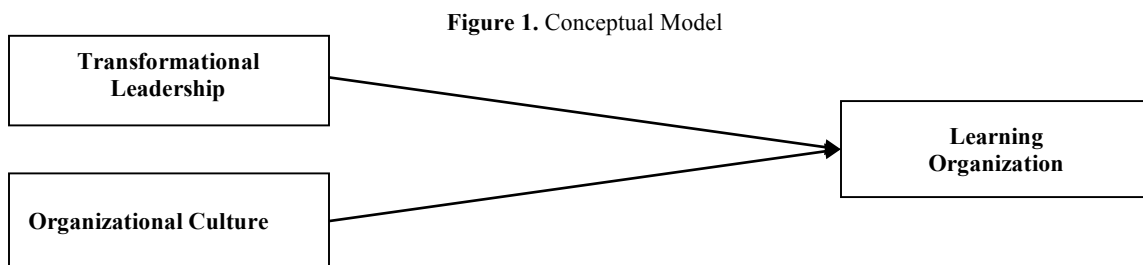 Figure 1. Conceptual Model
Transformational
Leadership
Learning
Organization
Organizational Culture